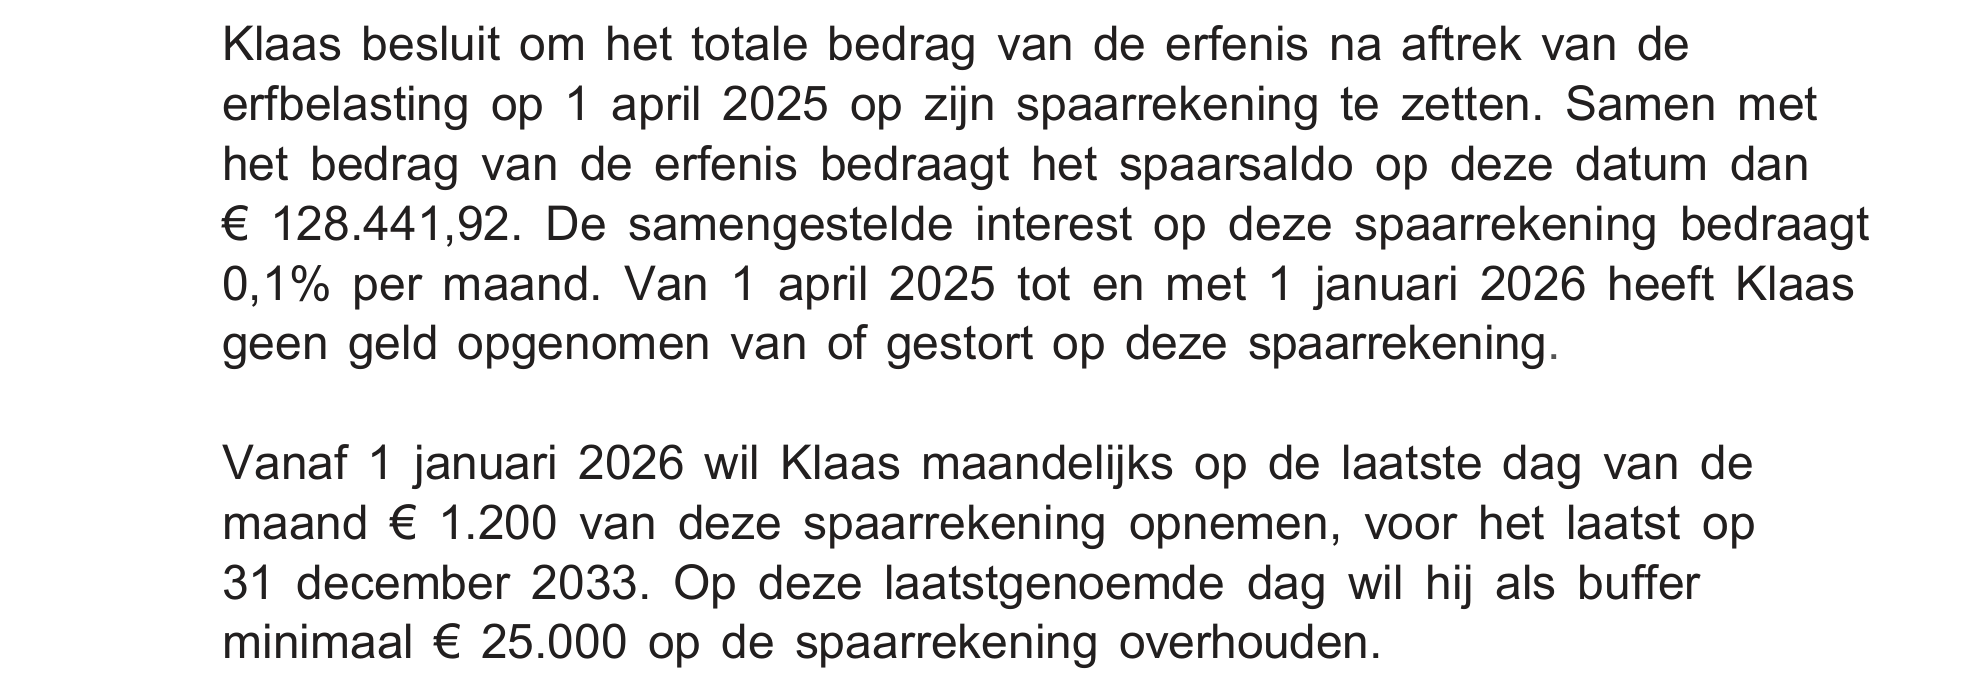 Klaas besluit om het totale bedrag van de erfenis na aftrek van de
erfbelasting op 1 april 2025 op zijn spaarrekening te zetten. Samen met
het bedrag van de erfenis bedraagt het spaarsaldo op deze datum dan
€ 128.441,92. De samengestelde interest op deze spaarrekening bedraagt
0,1% per maand. Van 1 april 2025 tot en met 1 januari 2026 heeft Klaas
geen geld opgenomen van of gestort op deze spaarrekening.
Vanaf 1 januari 2026 wil Klaas maandelijks op de laatste dag van de
maand € 1.200 van deze spaarrekening opnemen, voor het laatst op
31 december 2033. Op deze laatstgenoemde dag wil hij als buffer
minimaal € 25.000 op de spaarrekening overhouden.